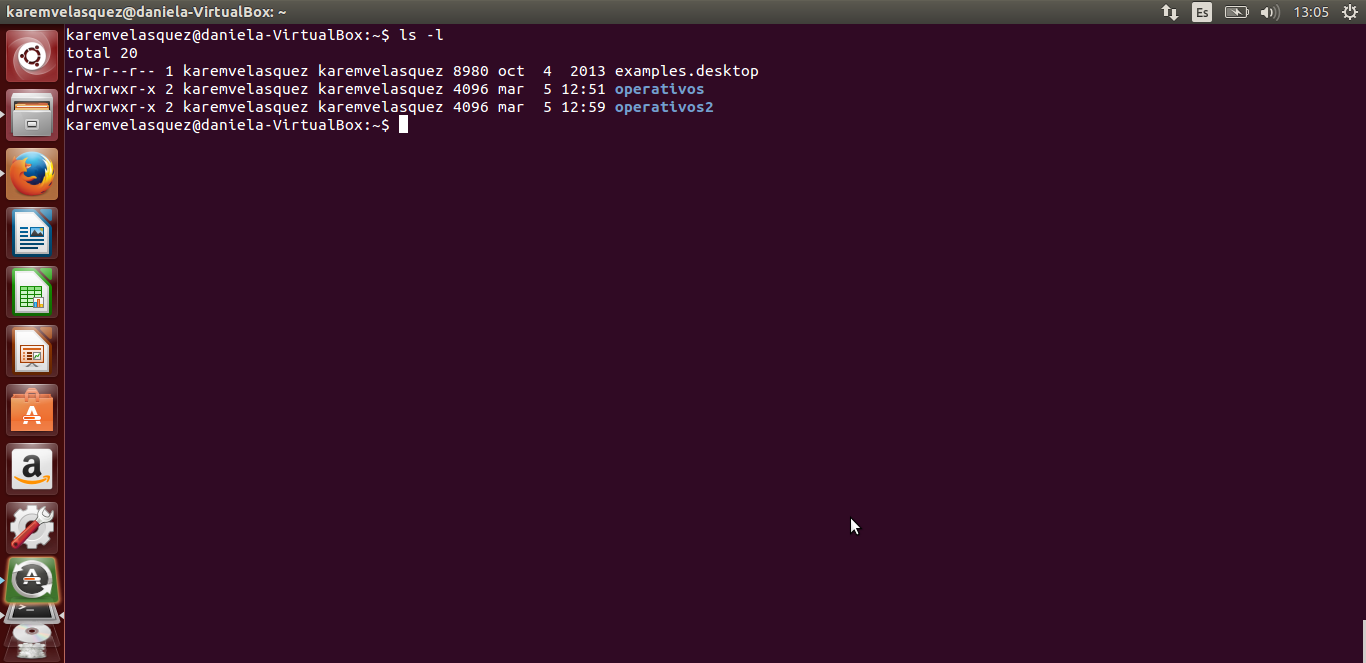 karemvelasquez@daniela-VirtualBox: ~
Es
13:05
karemvelasquez@daniela-VirtualBox:~$ ls -l
total 20
-rw-r--r-- 1 karemvelasquez karemvelasquez 8980 oct  4  2013 examples.desktop
drwxrwxr-x 2 karemvelasquez karemvelasquez 4096 mar  5 12:51 operativos
drwxrwxr-x 2 karemvelasquez karemvelasquez 4096 mar  5 12:59 operativos2
karemvelasquez@daniela-VirtualBox:~$
A
a
A
>_